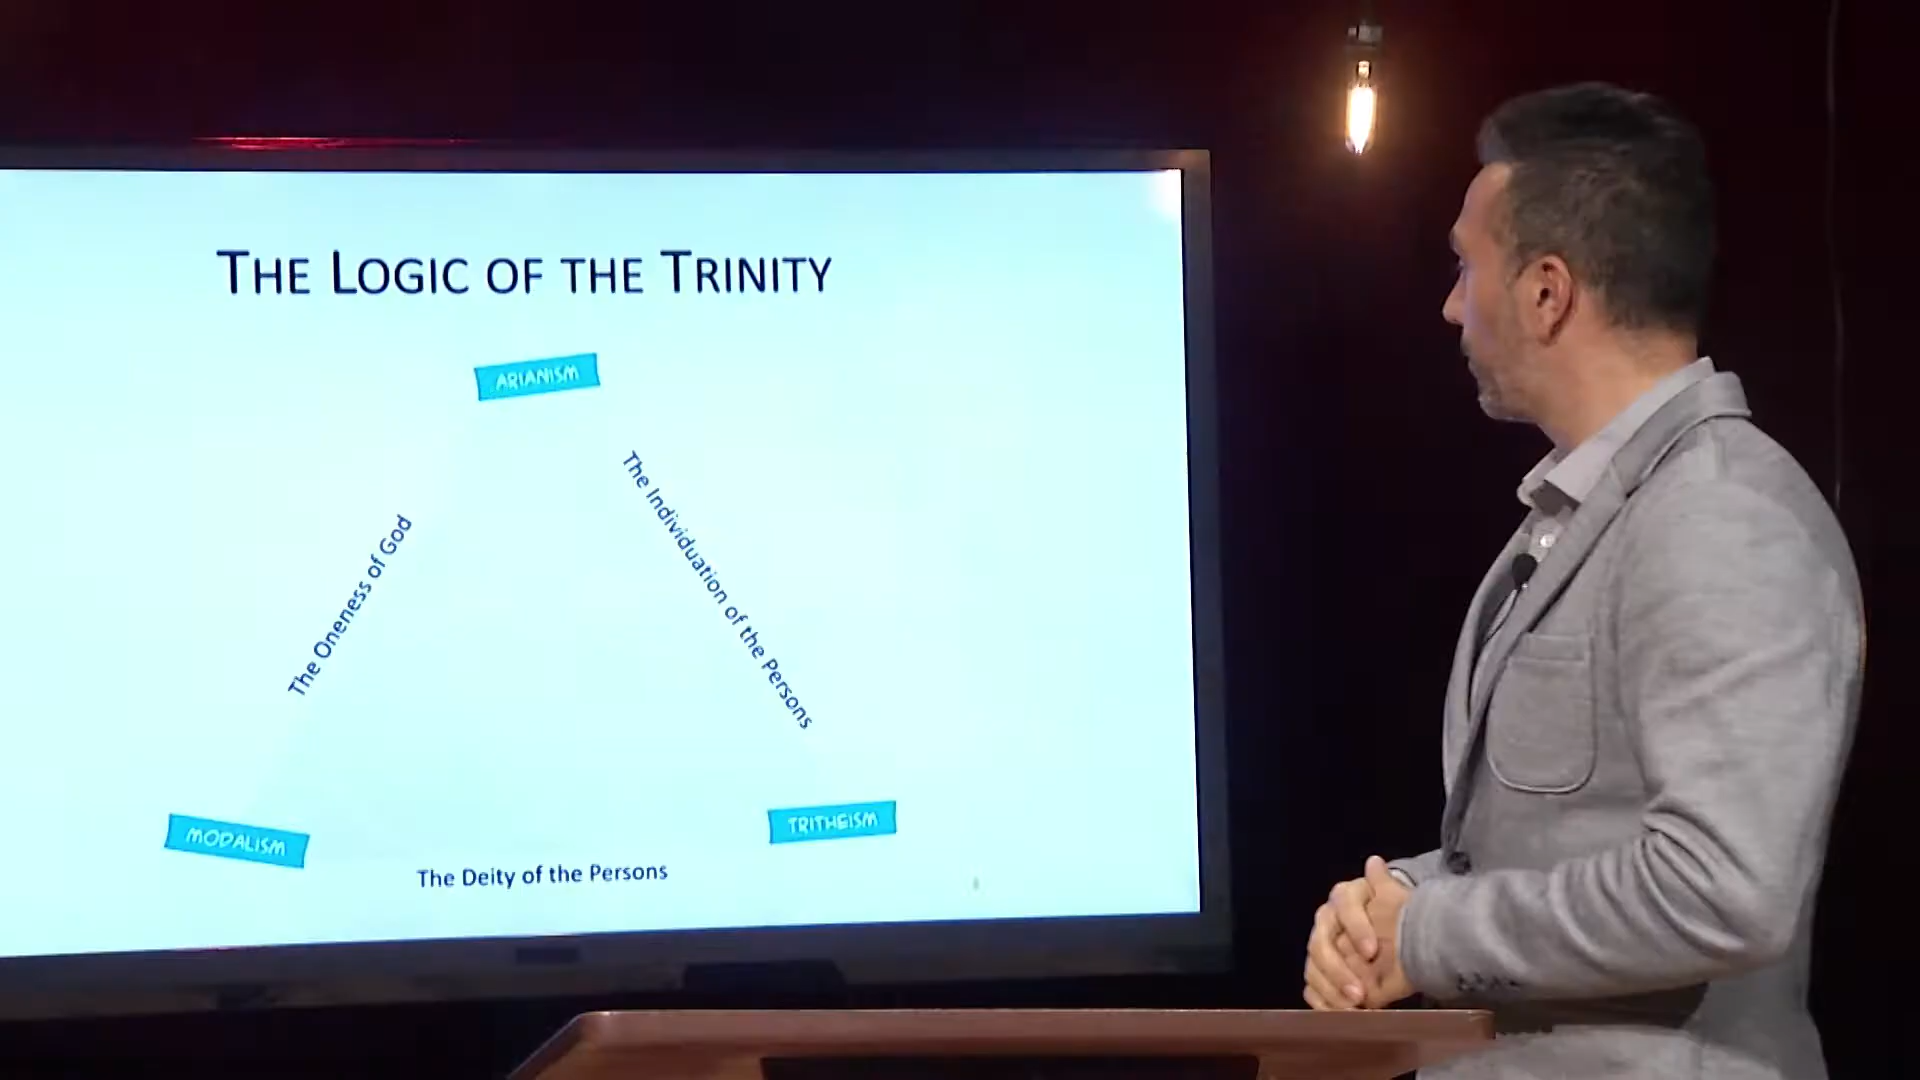 THE LOGIC OF THE TRINITY
ARIANISM
The Oneness of God
The Individuation of the Persons
MODALISM
TRITHEISM
The Deity of the Persons